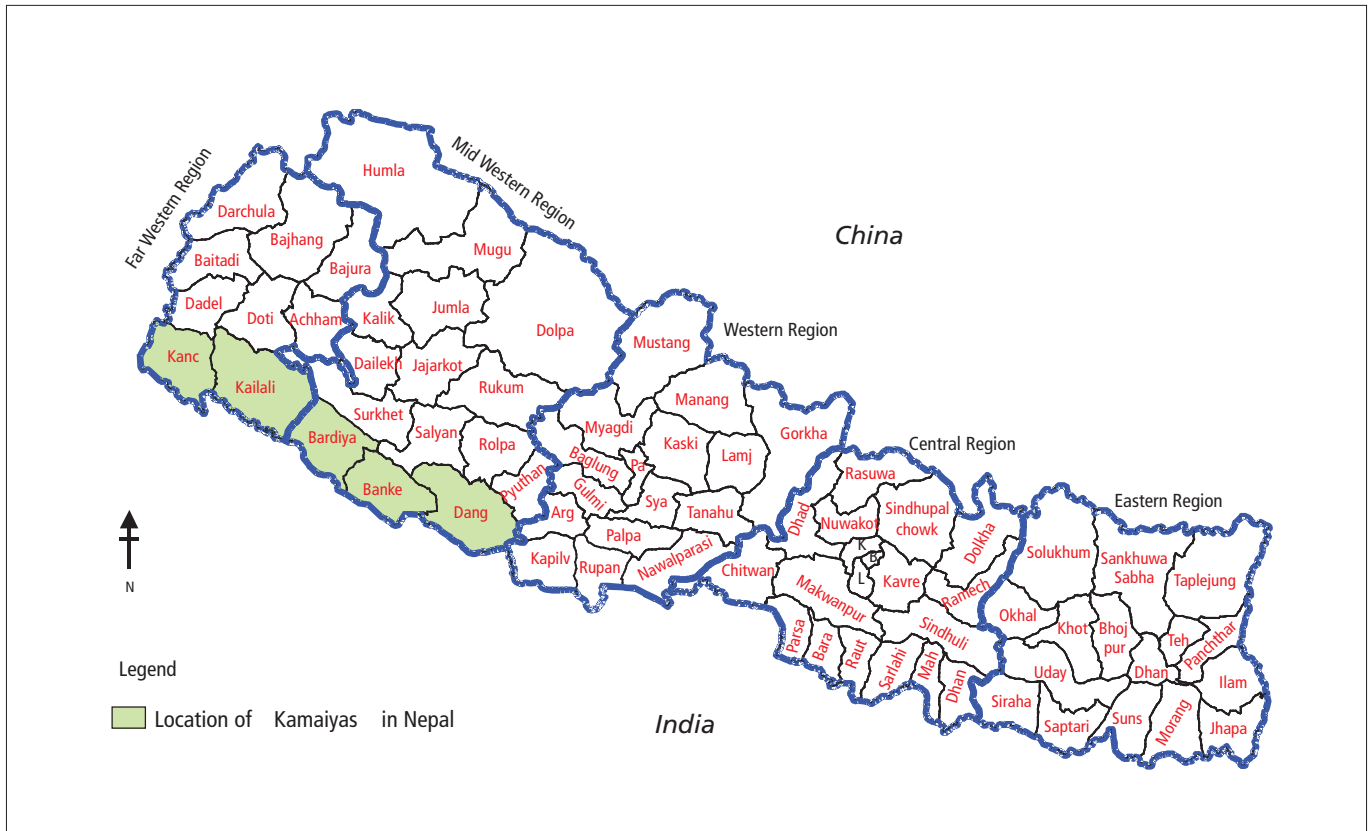 Far Western Region
Mid Western Region
Humla
Darchula
Bajhang
Mugu
China
Baitadi
Bajura
Dadel
Doti
Achham
Kalik
Jumla
Dolpa
Western Region
Mustang
Kanc
Kailali
Dailekh
Jajarkot
Rukum
Manang
Surkhet
Bardiya
Salyan
Rolpa
Myagdi
Kaski
Lamj
Gorkha
Central Region
Baglung
Pa
Rasuwa
Banke
Dang
Pyuthan
Gulmi
Arg
Sya
Tanahu
Dhad
Nuwakot
Sindhupal
chowk
Dolkha
Eastern Region
Solukhum
Sankhuwa
Sabha
Taplejung
Palpa
Kapilv
Rupan
Nawalparasi
Chitwan
K
B
L
Kavre
Ramech
Makwanpur
Sindhuli
Okhal
Khot
Bhoj
pur
Teh
Panchthar
Parsa
Bara
Raut
Sarlahi
Mah
Dhan
Uday
Dhan
Ilam
Siraha
Saptari
Suns
Morang
Jhapa
India
N
Legend
Location of Kamaiyas in Nepal